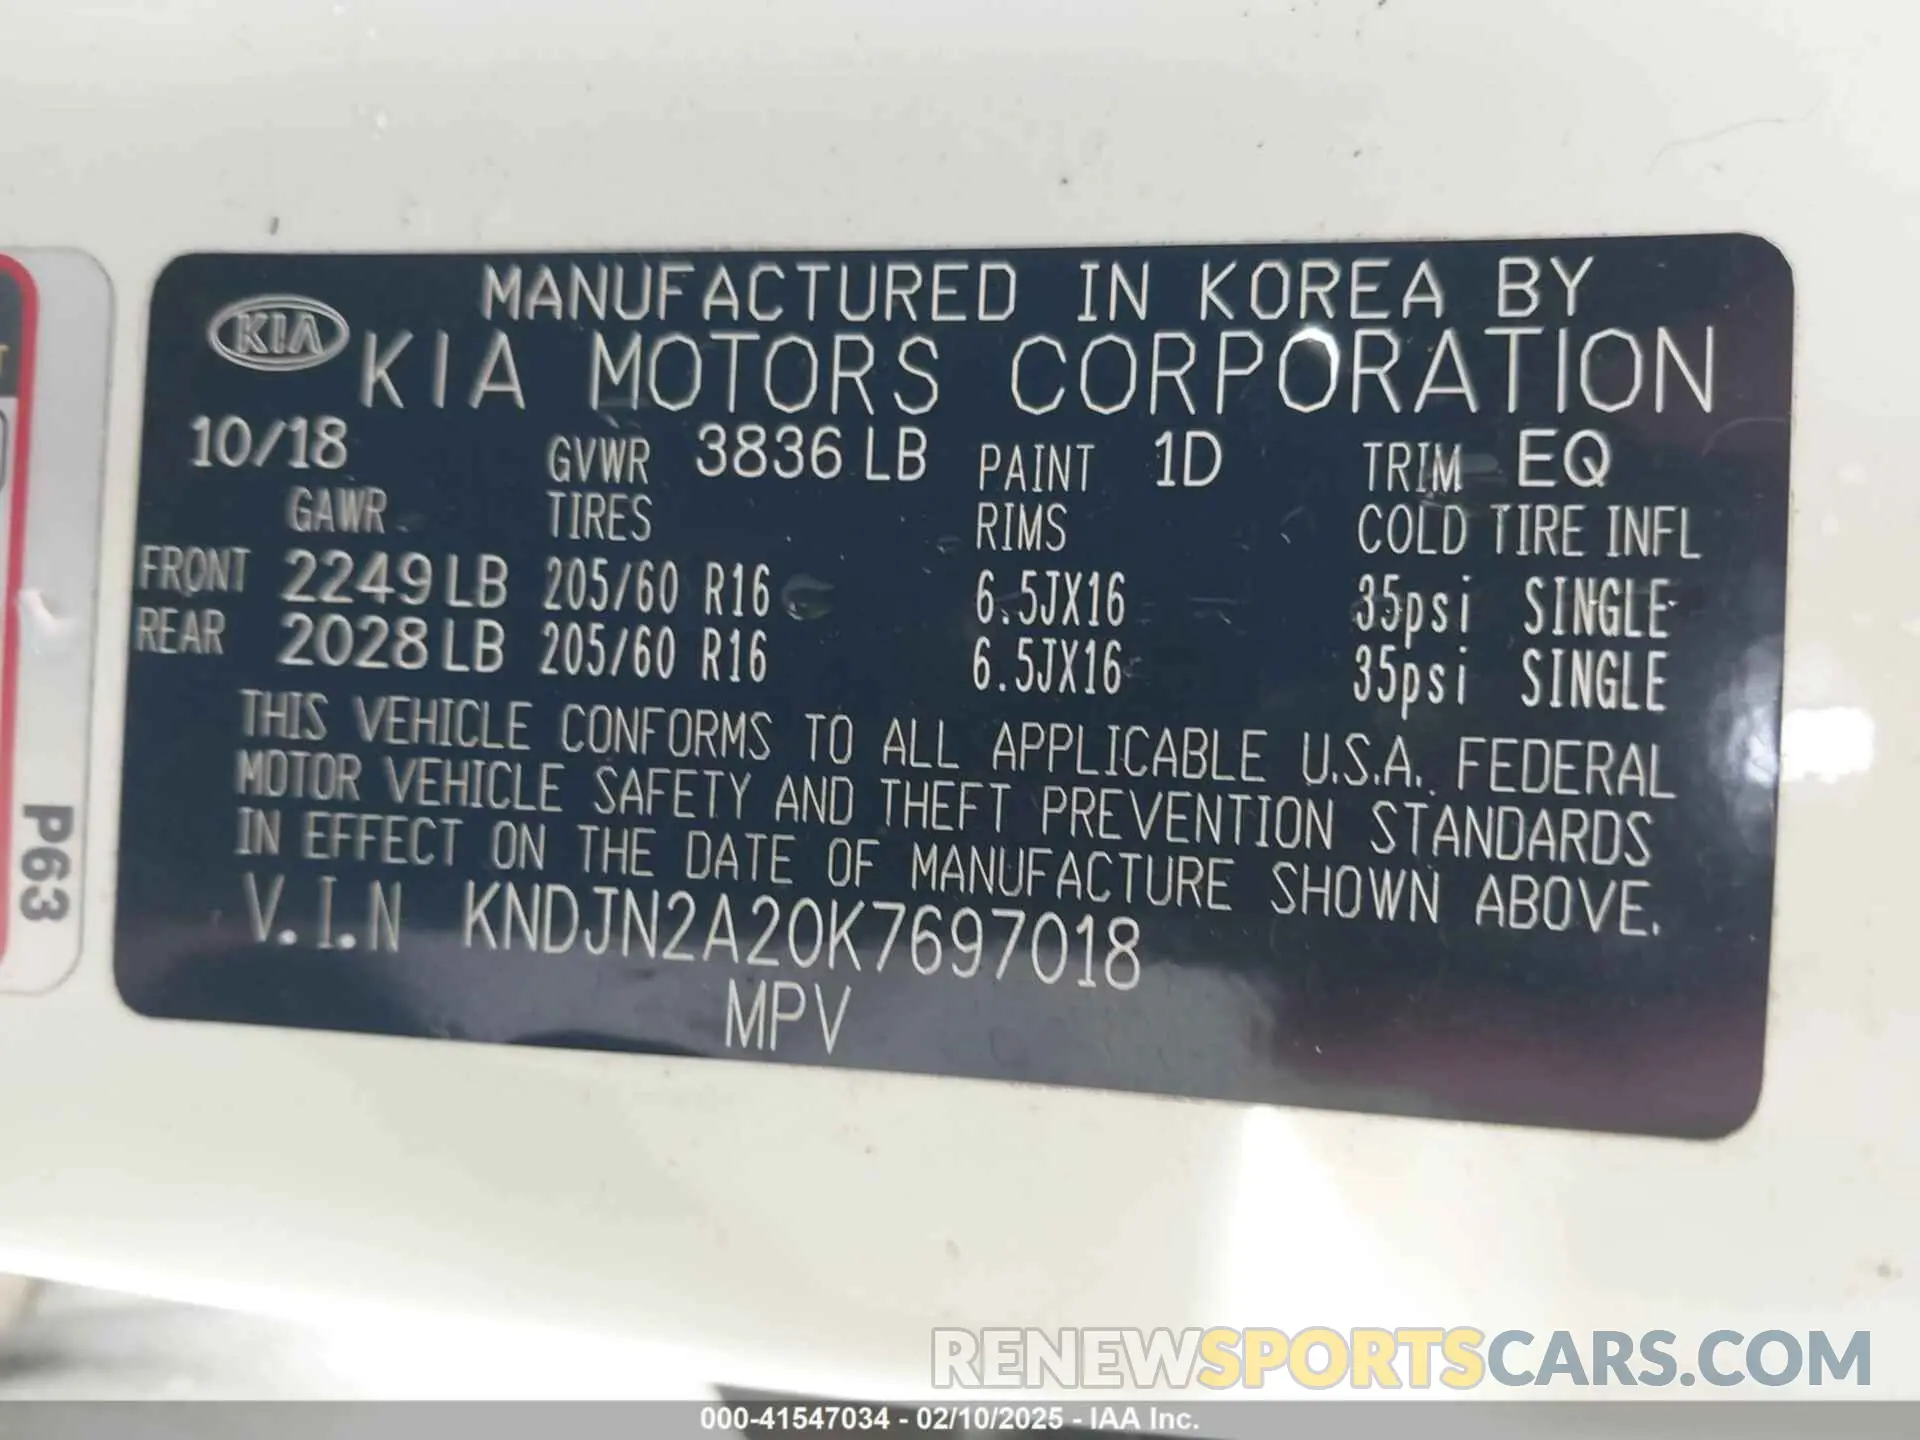 MANUFACTURED IN KOREA BY
KIA KIA MOTORS CORPORATION
10/18 GVWR 3836 LB PAINT 1D TRIM EQ
GAWR TIRES RIMS COLD TIRE INFL
FRONT 2249 LB 205/60 R16 6.5JX16 35psi SINGLE
REAR 2028 LB 205/60 R16 6.5JX16 35psi SINGLE
THIS VEHICLE CONFORMS TO ALL APPLICABLE U.S.A. FEDERAL
MOTOR VEHICLE SAFETY AND THEFT PREVENTION STANDARDS
IN EFFECT ON THE DATE OF MANUFACTURE SHOWN ABOVE.
V.I.N KNDJN2A20K7697018
MPV
P63
RENEWSPORTSCARS.COM
000-41547034 - 02/10/2025 - IAA Inc.